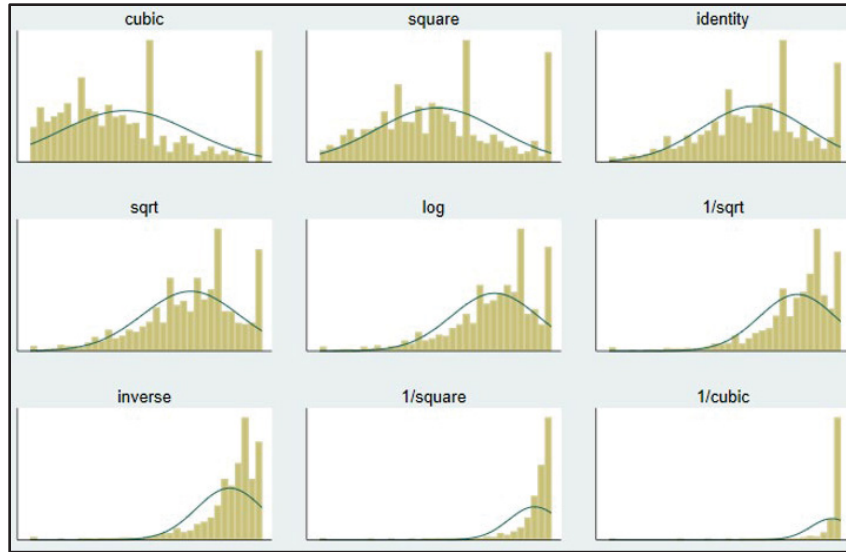 cubic
square
identity
sqrt
log
1/sqrt
inverse
1/square
1/cubic